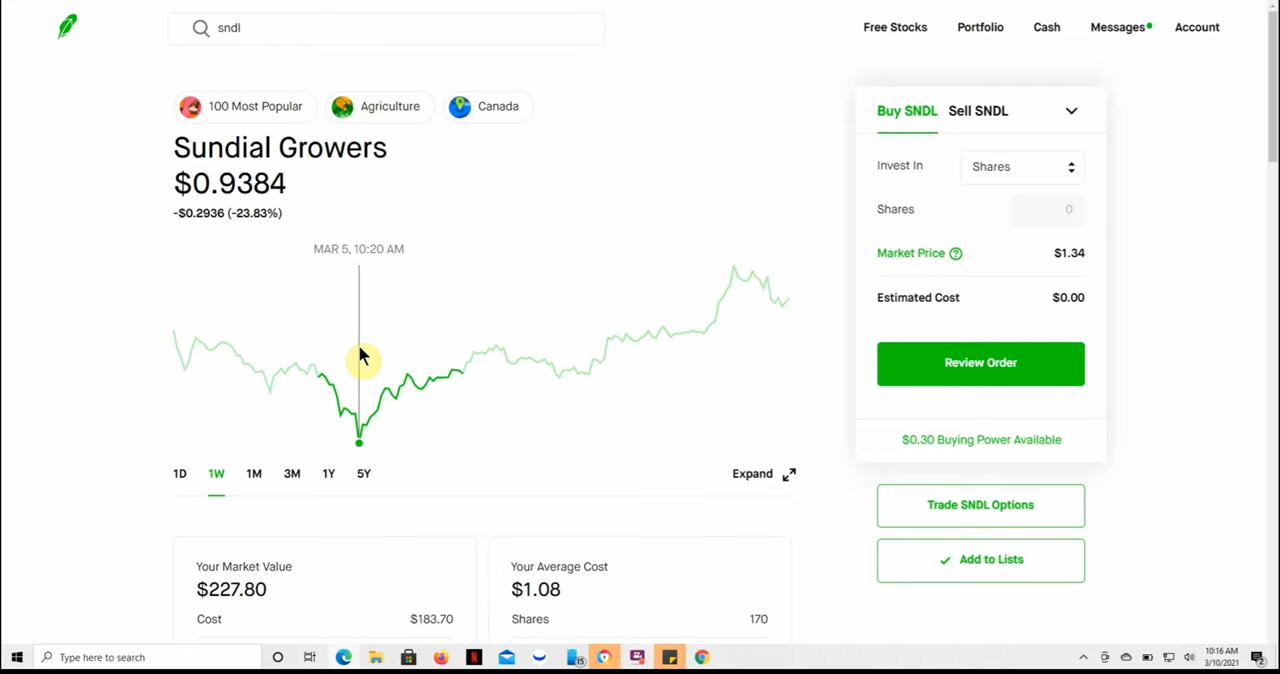 sndl
Free Stocks Portfolio Cash Messages Account
100 Most Popular Agriculture Canada
Sundial Growers
$0.9384
-$0.2936 (-23.83%)
MAR 5, 10:20 AM
1D 1W 1M 3M 1Y 5Y
Expand
Your Market Value
$227.80
Cost $183.70
Your Average Cost
$1.08
Shares 170
Buy SNDL Sell SNDL
Invest In Shares
Shares 0
Market Price ? $1.34
Estimated Cost $0.00
Review Order
$0.30 Buying Power Available
Trade SNDL Options
Add to Lists
Type here to search
N
15
10:16 AM
3/10/2021
2